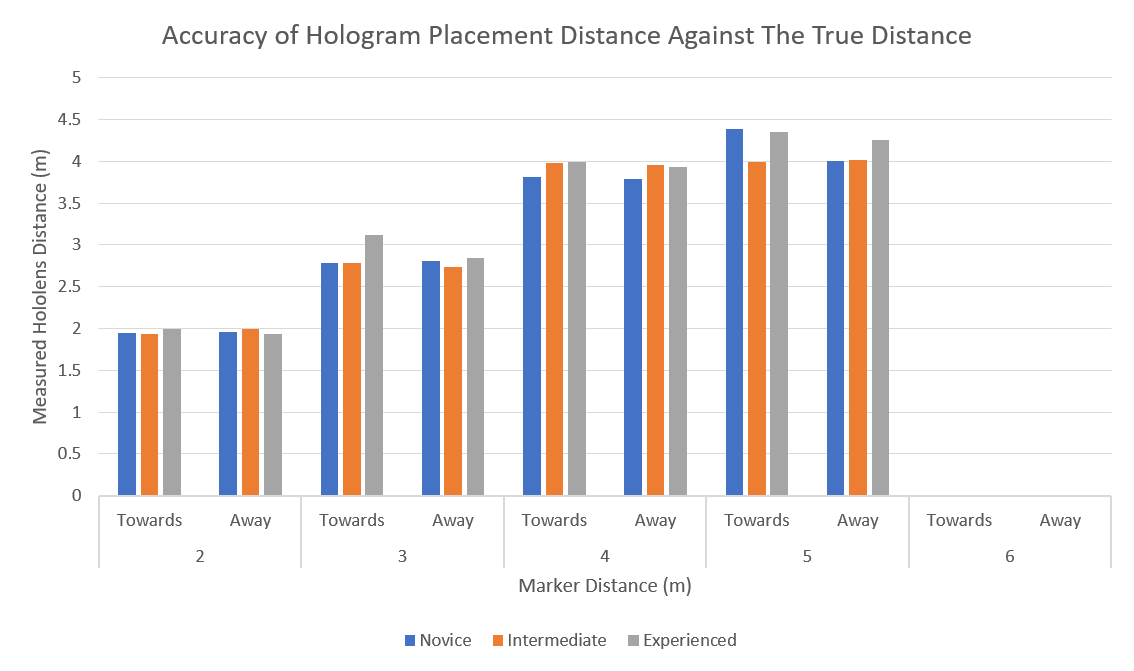 Accuracy of Hologram Placement Distance Against The True Distance
Measured Hololens Distance (m)
5
4.5
4
3.5
3
2.5
2
1.5
1
0.5
0
Towards Away Towards Away Towards Away Towards Away Towards Away
2 3 4 5 6
Marker Distance (m)
Novice Intermediate Experienced